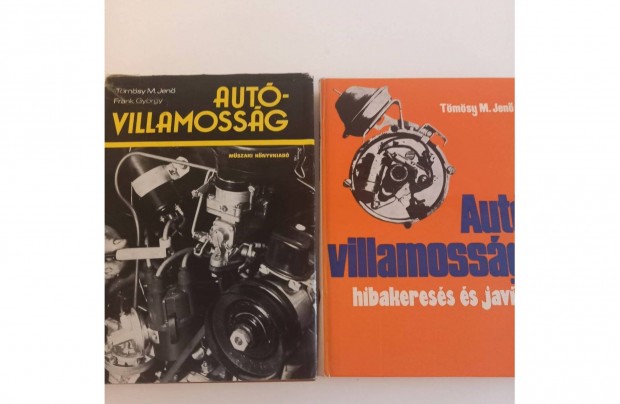 Tömösy M. Jenő
Frank György
AUTÓ-
VILLAMOSSÁG
MŰSZAKI KÖNYVKIADÓ
Tömösy M. Jenő
Autó
villamosság
hibakeresés és javí